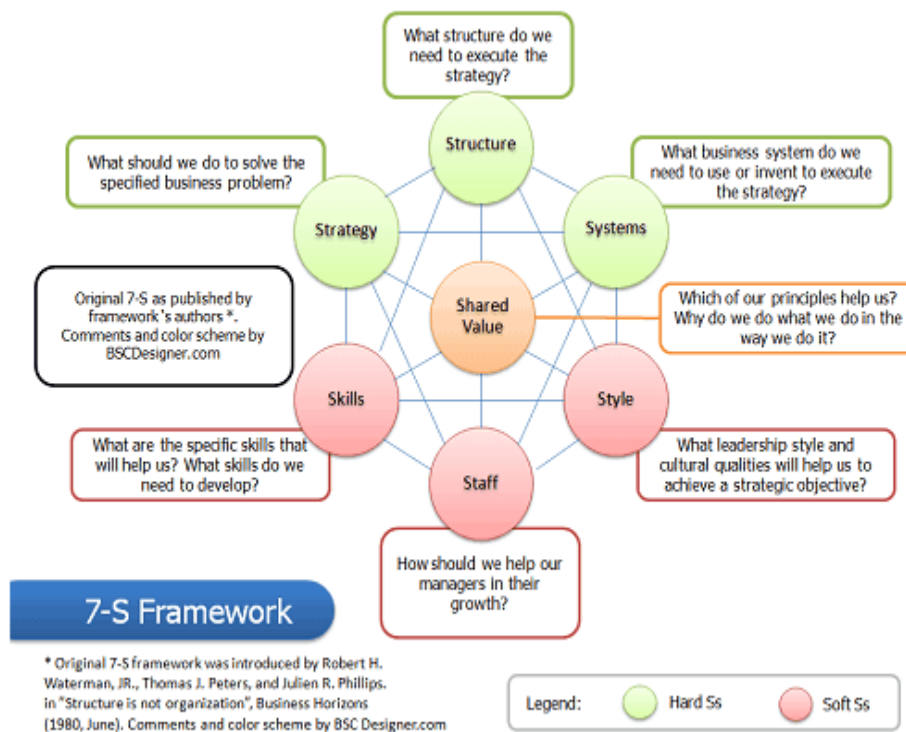 What structure do we
need to execute the
strategy?
Structure
What should we do to solve the
specified business problem?
What business system do we
need to use or invent to execute
the strategy?
Strategy
Systems
Original 7-S as published by
framework's authors *.
Comments and color scheme by
BSCDesigner.com
Shared
Value
Which of our principles help us?
Why do we do what we do in the
way we do it?
Skills
Style
What are the specific skills that
will help us? What skills do we
need to develop?
Staff
What leadership style and
cultural qualities will help us to
achieve a strategic objective?
How should we help our
managers in their
growth?
7-S Framework
* Original 7-S framework was introduced by Robert H.
Waterman, JR., Thomas J. Peters, and Julien R. Phillips.
in "Structure is not organization", Business Horizons
(1980, June). Comments and color scheme by BSC Designer.com
Legend:
Hard Ss
Soft Ss